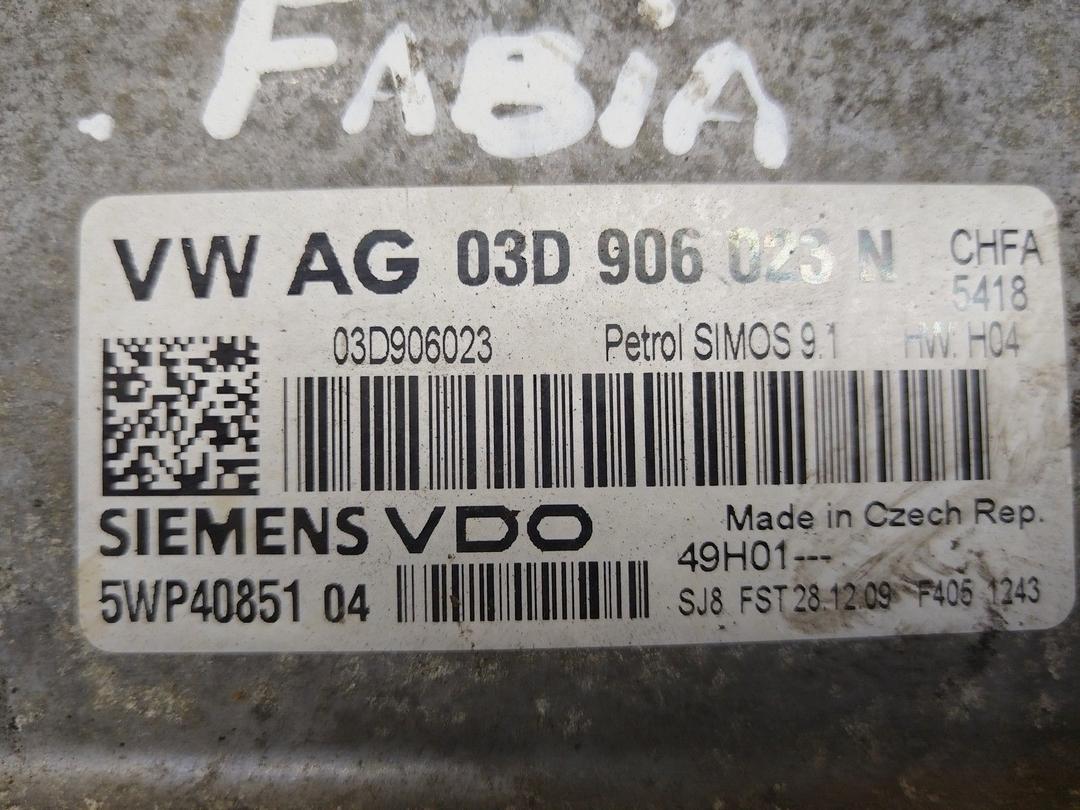 FABIA
VW AG 03D 906 023 N CHFA
5418
03D906023 Petrol SIMOS 9.1 HW: H04
SIEMENS VDO Made in Czech Rep.
49H01---
5WP40851 04 SJ8 FST 28.12.09 F405 1243